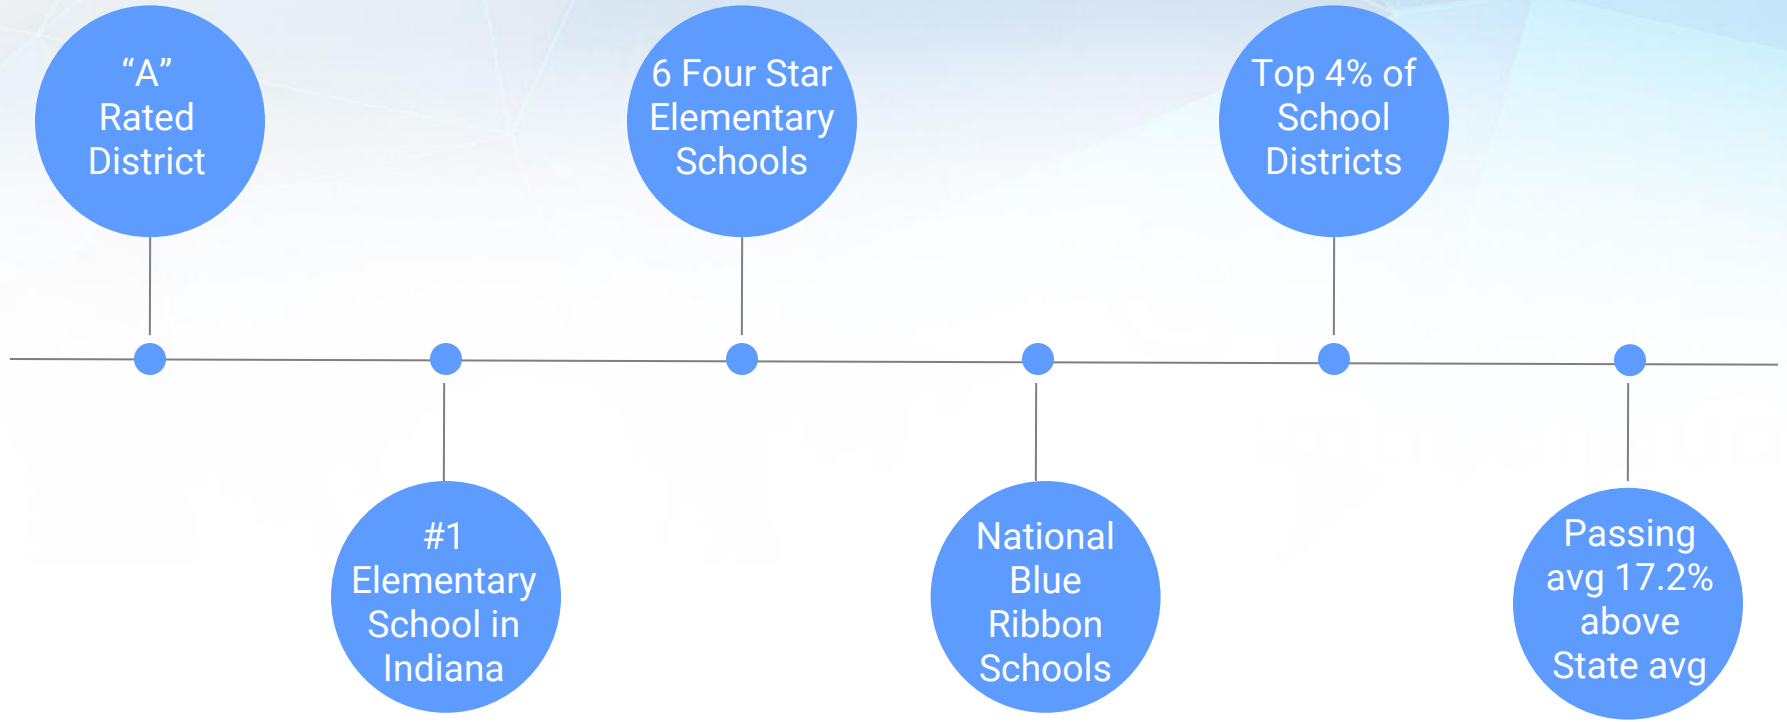 “A”
Rated
District
#1
Elementary
School in
Indiana
6 Four Star
Elementary
Schools
National
Blue
Ribbon
Schools
Top 4% of
School
Districts
Passing
avg 17.2%
above
State avg